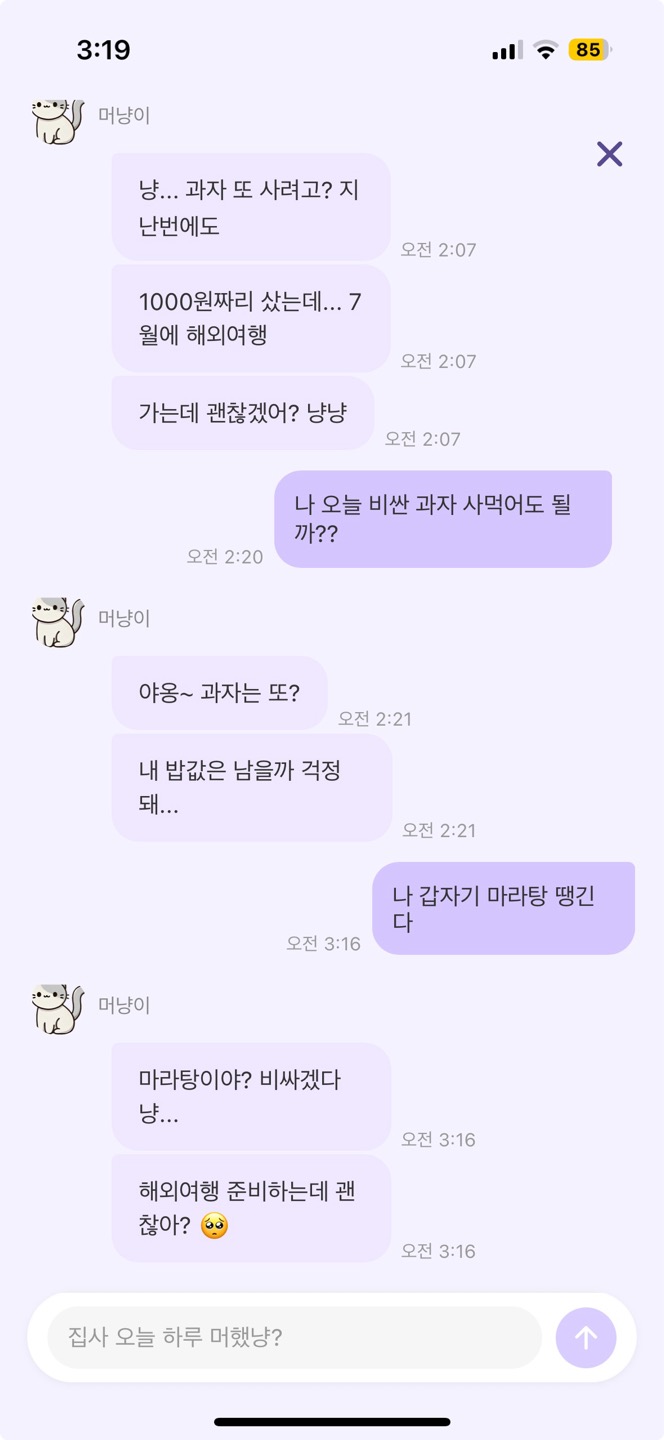 3:19
85
머냥이
냥... 과자 또 사려고? 지
난번에도
오전 2:07
1000원짜리 샀는데... 7
월에 해외여행
오전 2:07
가는데 괜찮겠어? 냥냥
오전 2:07
나 오늘 비싼 과자 사먹어도 될
까??
오전 2:20
머냥이
야옹~ 과자는 또?
오전 2:21
내 밥값은 남을까 걱정
돼...
오전 2:21
나 갑자기 마라탕 땡긴
다
오전 3:16
머냥이
마라탕이야? 비싸겠다
냥...
오전 3:16
해외여행 준비하는데 괜
찮아? 🥺
오전 3:16
집사 오늘 하루 머했냥?